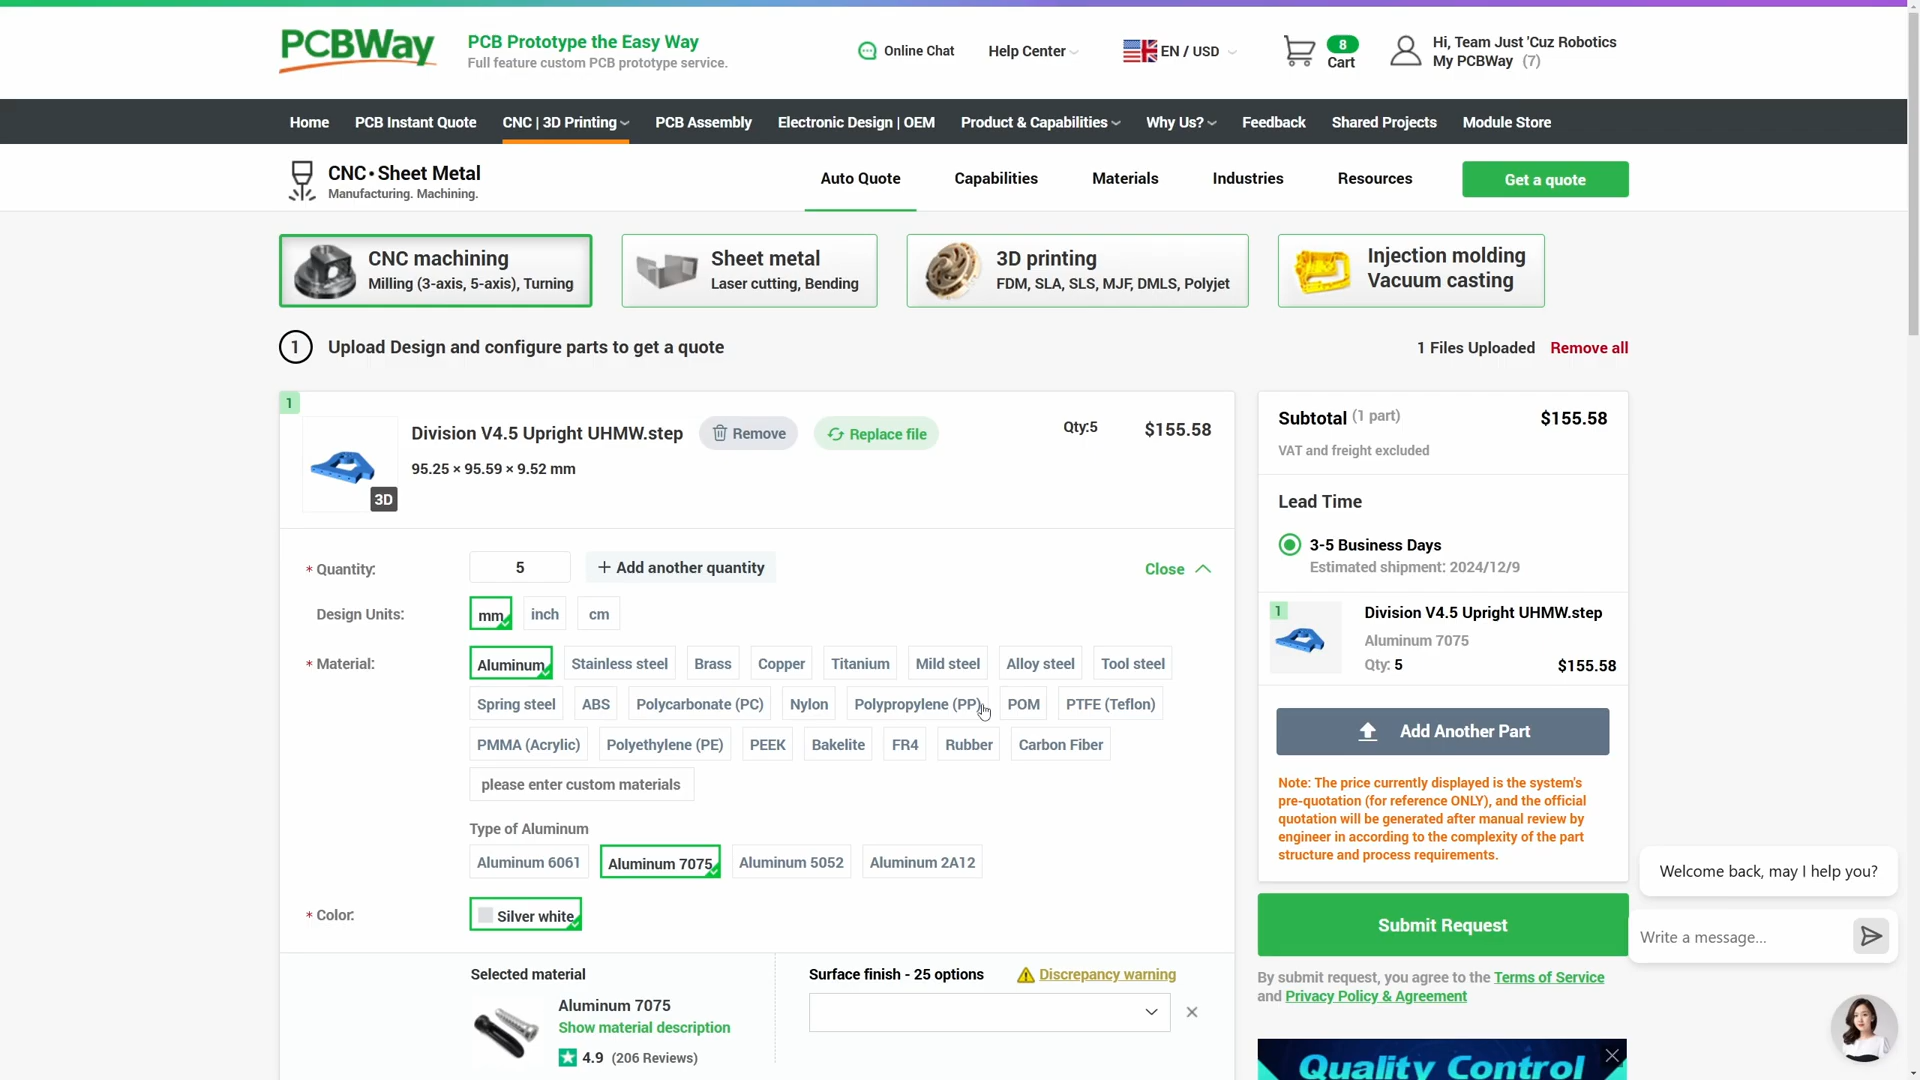 PCBWay
PCB Prototype the Easy Way
Full feature custom PCB prototype service.
Online Chat
Help Center
EN / USD
8
Cart
Hi, Team Just 'Cuz Robotics
My PCBWay (7)
Home
PCB Instant Quote
CNC | 3D Printing
PCB Assembly
Electronic Design | OEM
Product & Capabilities
Why Us?
Feedback
Shared Projects
Module Store
CNC•Sheet Metal
Manufacturing. Machining.
Auto Quote
Capabilities
Materials
Industries
Resources
Get a quote
CNC machining
Milling (3-axis, 5-axis), Turning
Sheet metal
Laser cutting, Bending
3D printing
FDM, SLA, SLS, MJF, DMLS, Polyjet
Injection molding
Vacuum casting
1 Upload Design and configure parts to get a quote
1 Files Uploaded Remove all
1
Division V4.5 Upright UHMW.step
Remove
Replace file
Qty:5
$155.58
95.25 × 95.59 × 9.52 mm
3D
* Quantity:
5
+ Add another quantity
Close
Design Units:
mm
inch
cm
* Material:
Aluminum
Stainless steel
Brass
Copper
Titanium
Mild steel
Alloy steel
Tool steel
Spring steel
ABS
Polycarbonate (PC)
Nylon
Polypropylene (PP)
POM
PTFE (Teflon)
PMMA (Acrylic)
Polyethylene (PE)
PEEK
Bakelite
FR4
Rubber
Carbon Fiber
please enter custom materials
Type of Aluminum
Aluminum 6061
Aluminum 7075
Aluminum 5052
Aluminum 2A12
* Color:
Silver white
Selected material
Aluminum 7075
Show material description
4.9 (206 Reviews)
Surface finish - 25 options
Discrepancy warning
Subtotal (1 part)
$155.58
VAT and freight excluded
Lead Time
3-5 Business Days
Estimated shipment: 2024/12/9
1
Division V4.5 Upright UHMW.step
Aluminum 7075
Qty: 5
$155.58
Add Another Part
Note: The price currently displayed is the system's
pre-quotation (for reference ONLY), and the official
quotation will be generated after manual review by
engineer in according to the complexity of the part
structure and process requirements.
Submit Request
By submit request, you agree to the Terms of Service
and Privacy Policy & Agreement
Quality Control
Welcome back, may I help you?
Write a message...